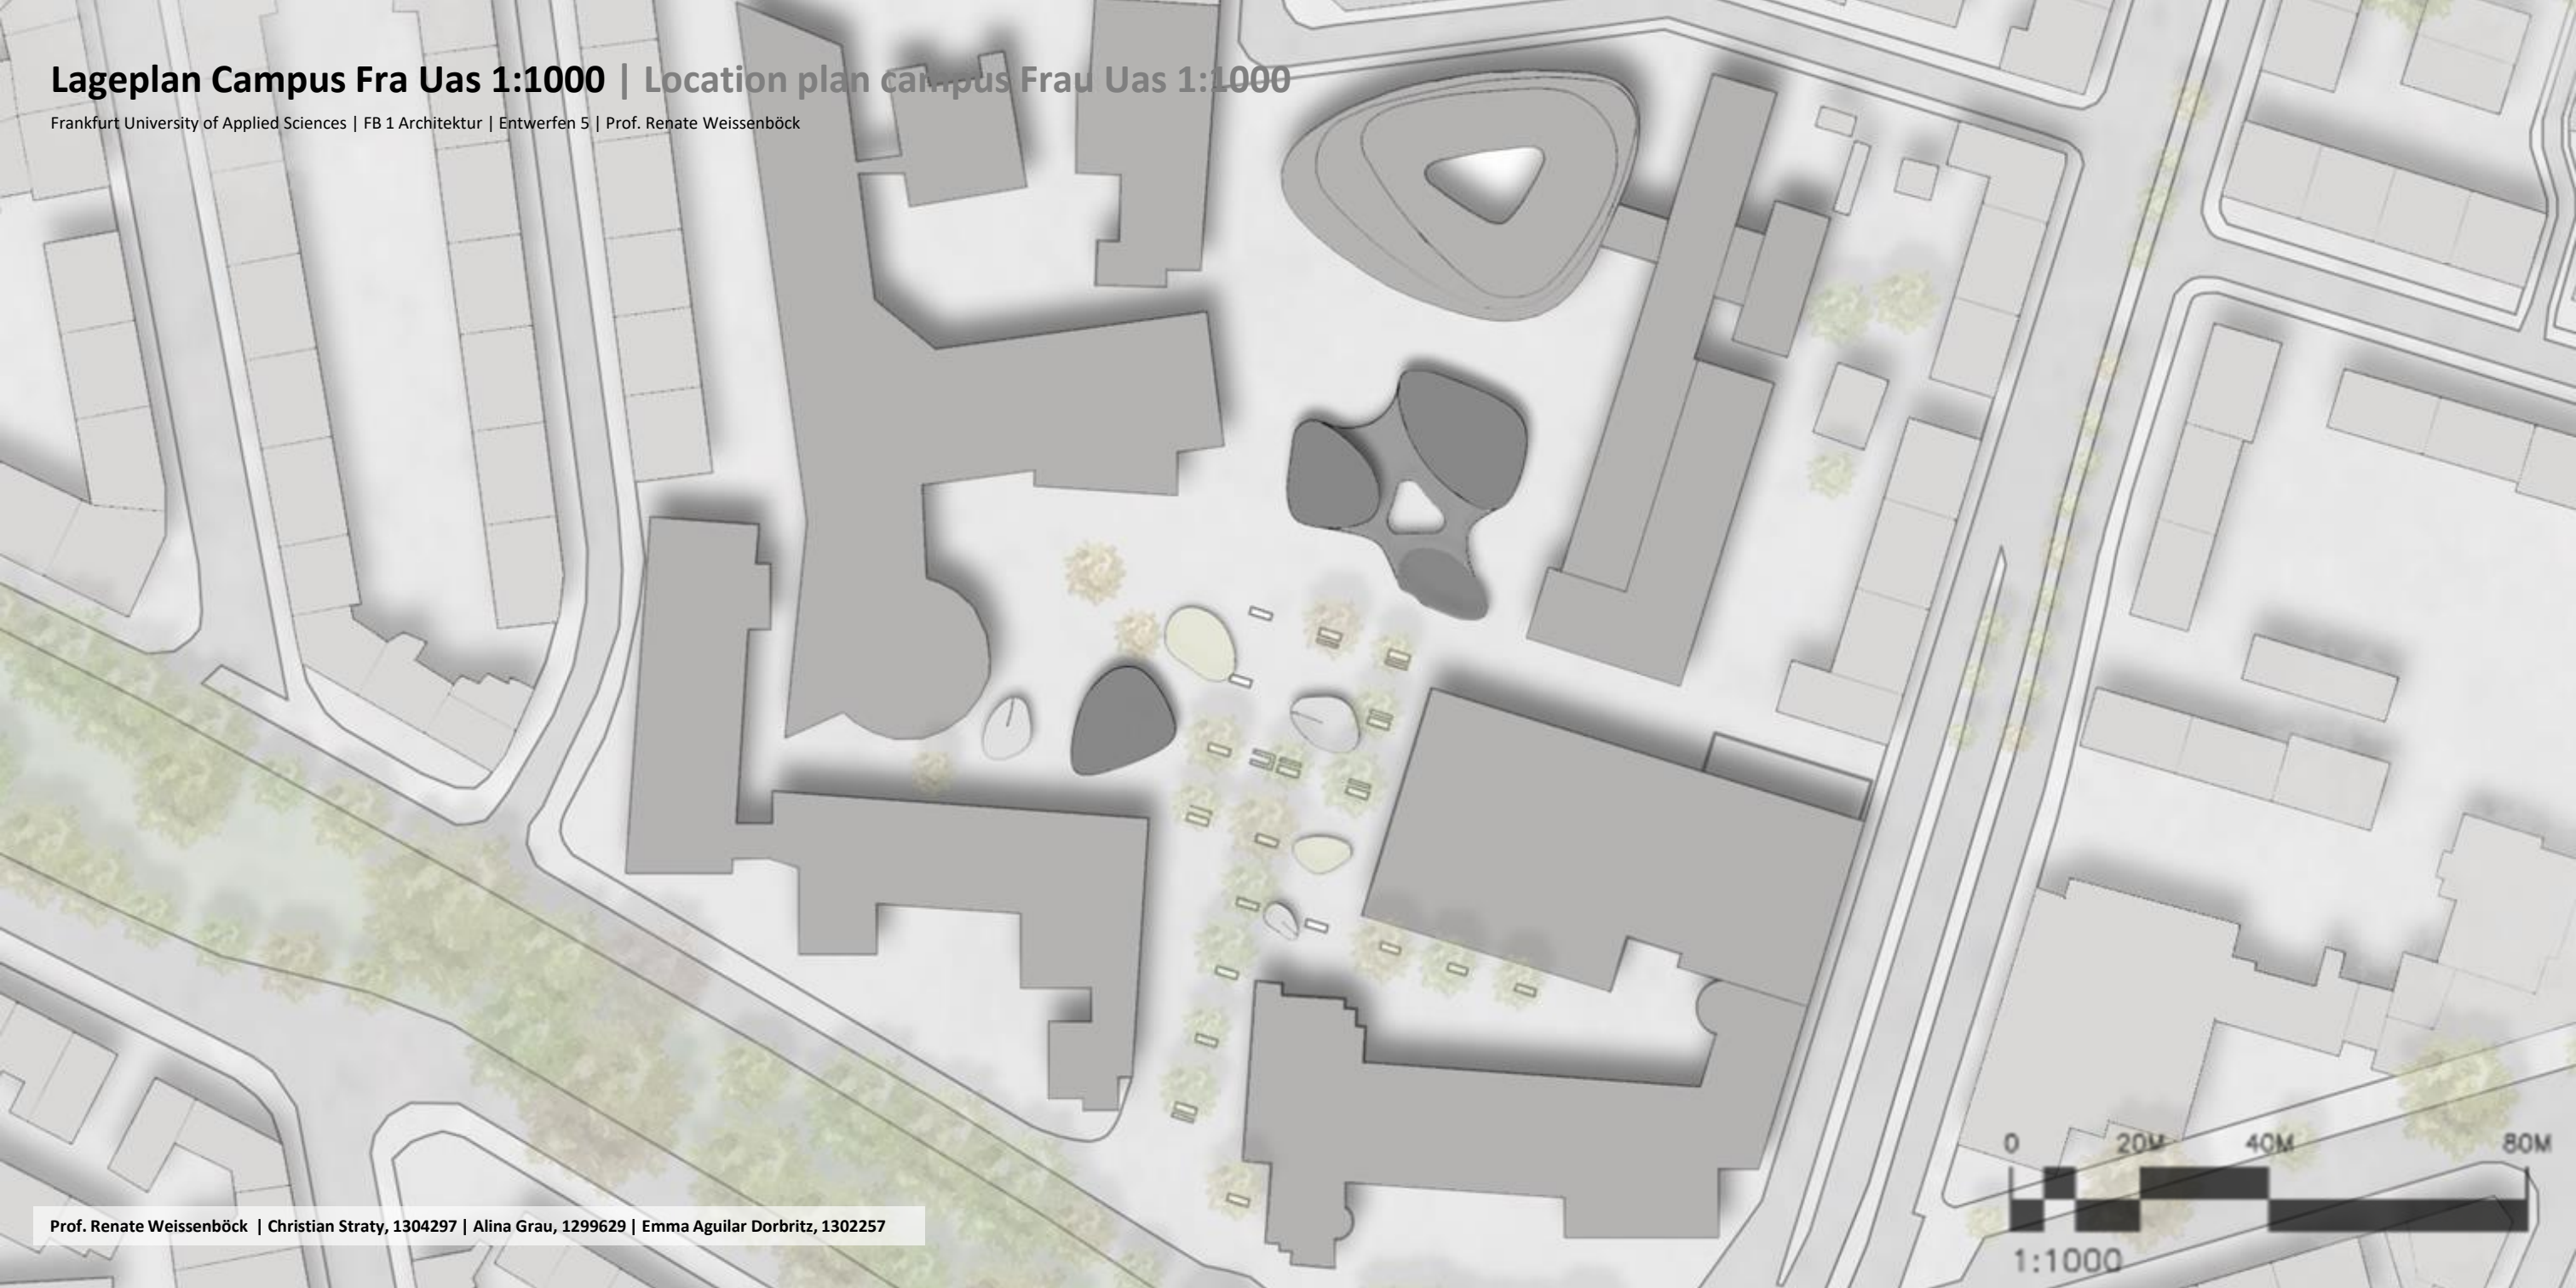 Lageplan Campus Fra Uas 1:1000 | Location plan campus Frau Uas 1:1000
Frankfurt University of Applied Sciences | FB 1 Architektur | Entwerfen 5 | Prof. Renate Weissenböck
0 20M 40M 80M
1:1000
Prof. Renate Weissenböck | Christian Straty, 1304297 | Alina Grau, 1299629 | Emma Aguilar Dorbritz, 1302257